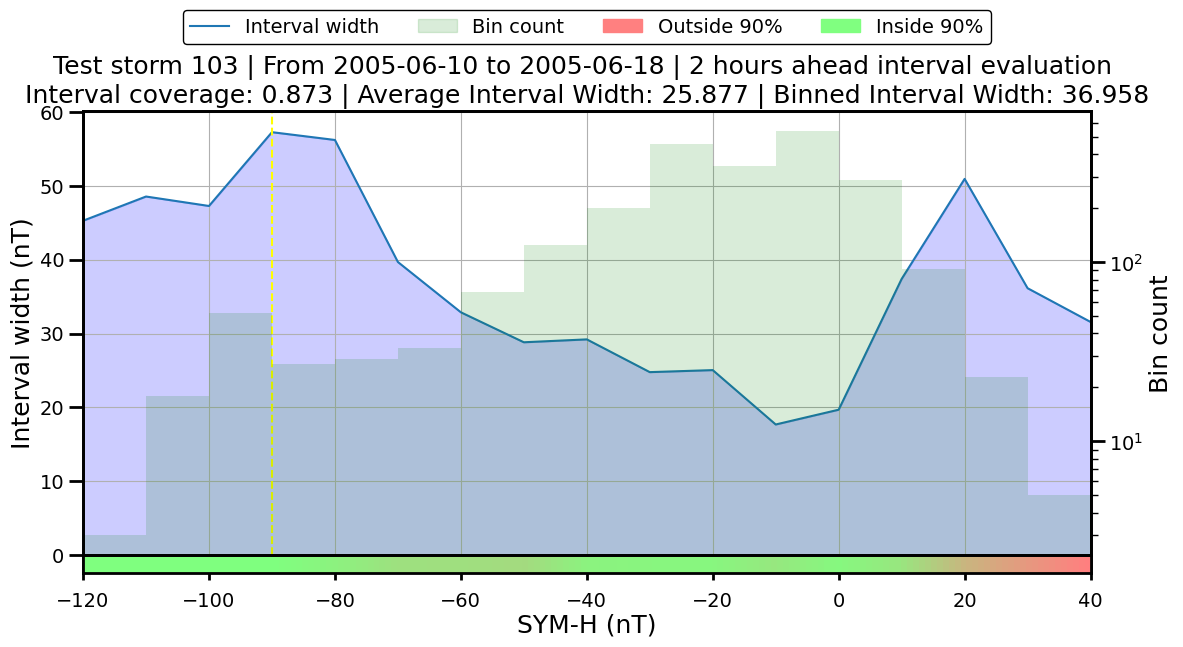 Interval width Bin count Outside 90% Inside 90%
Test storm 103 | From 2005-06-10 to 2005-06-18 | 2 hours ahead interval evaluation
Interval coverage: 0.873 | Average Interval Width: 25.877 | Binned Interval Width: 36.958
Interval width (nT)
60
50
40
30
20
10
0
10²
10¹
Bin count
−120 −100 −80 −60 −40 −20 0 20 40
SYM-H (nT)